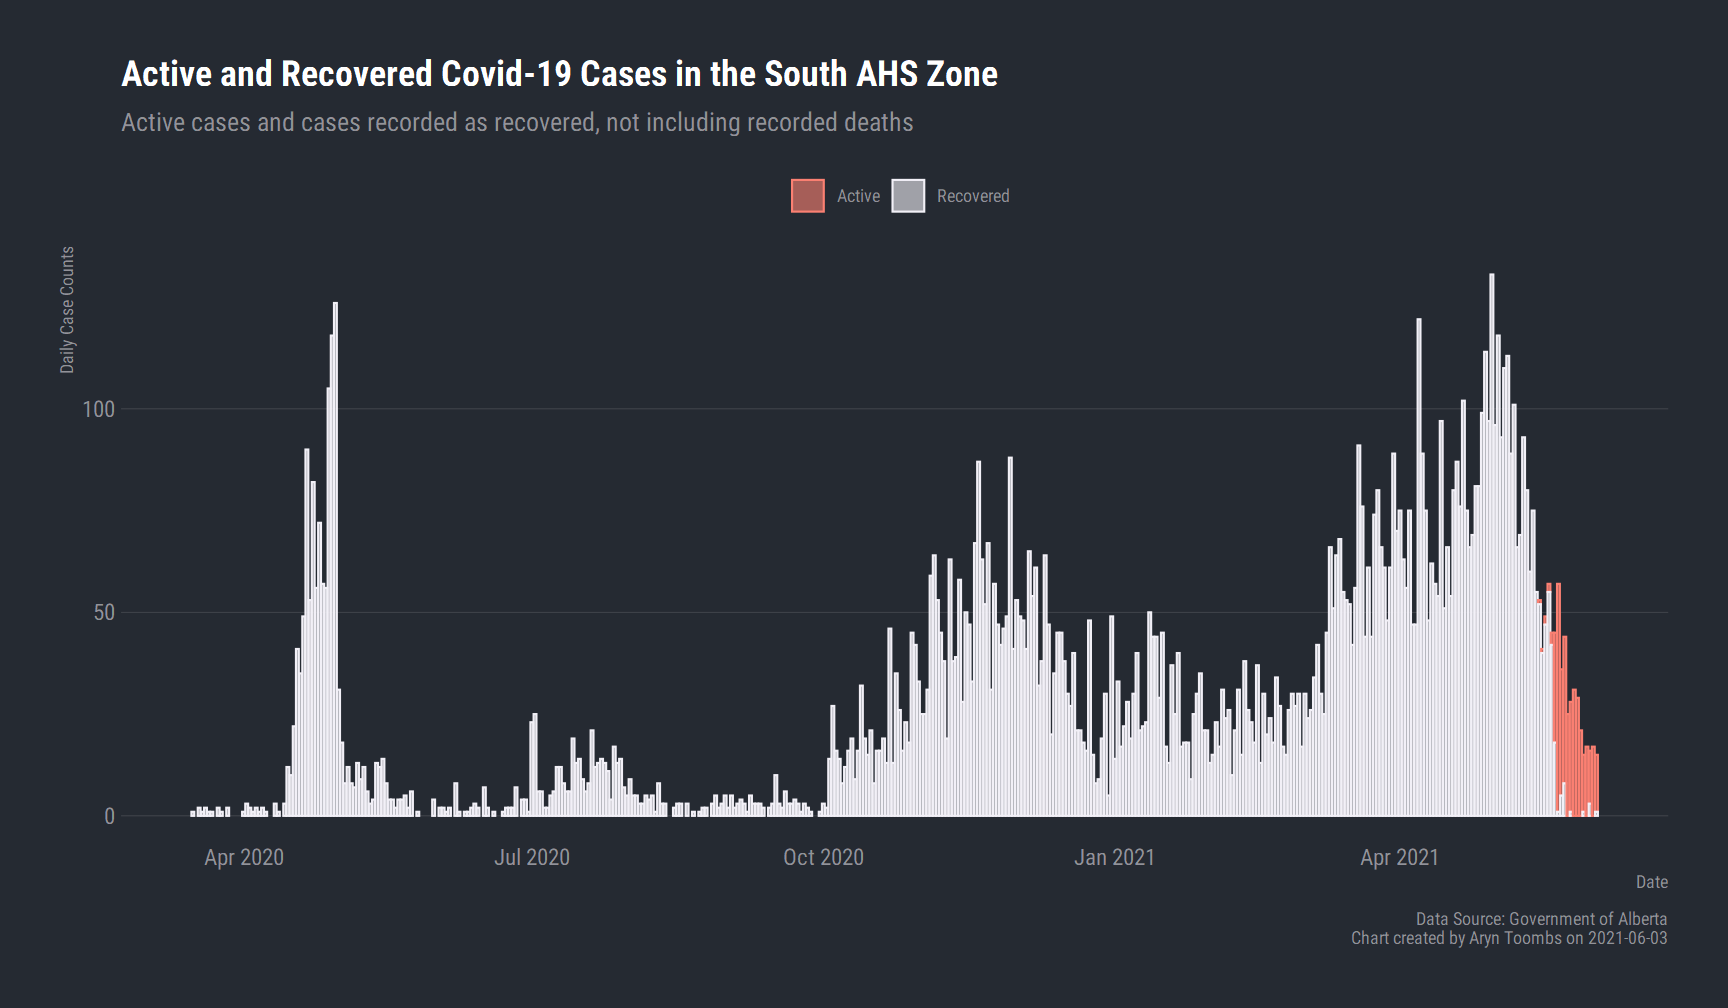 Active and Recovered Covid-19 Cases in the South AHS Zone
Active cases and cases recorded as recovered, not including recorded deaths
Active
Recovered
Daily Case Counts
100
50
0
Apr 2020
Jul 2020
Oct 2020
Jan 2021
Apr 2021
Date
Data Source: Government of Alberta
Chart created by Aryn Toombs on 2021-06-03